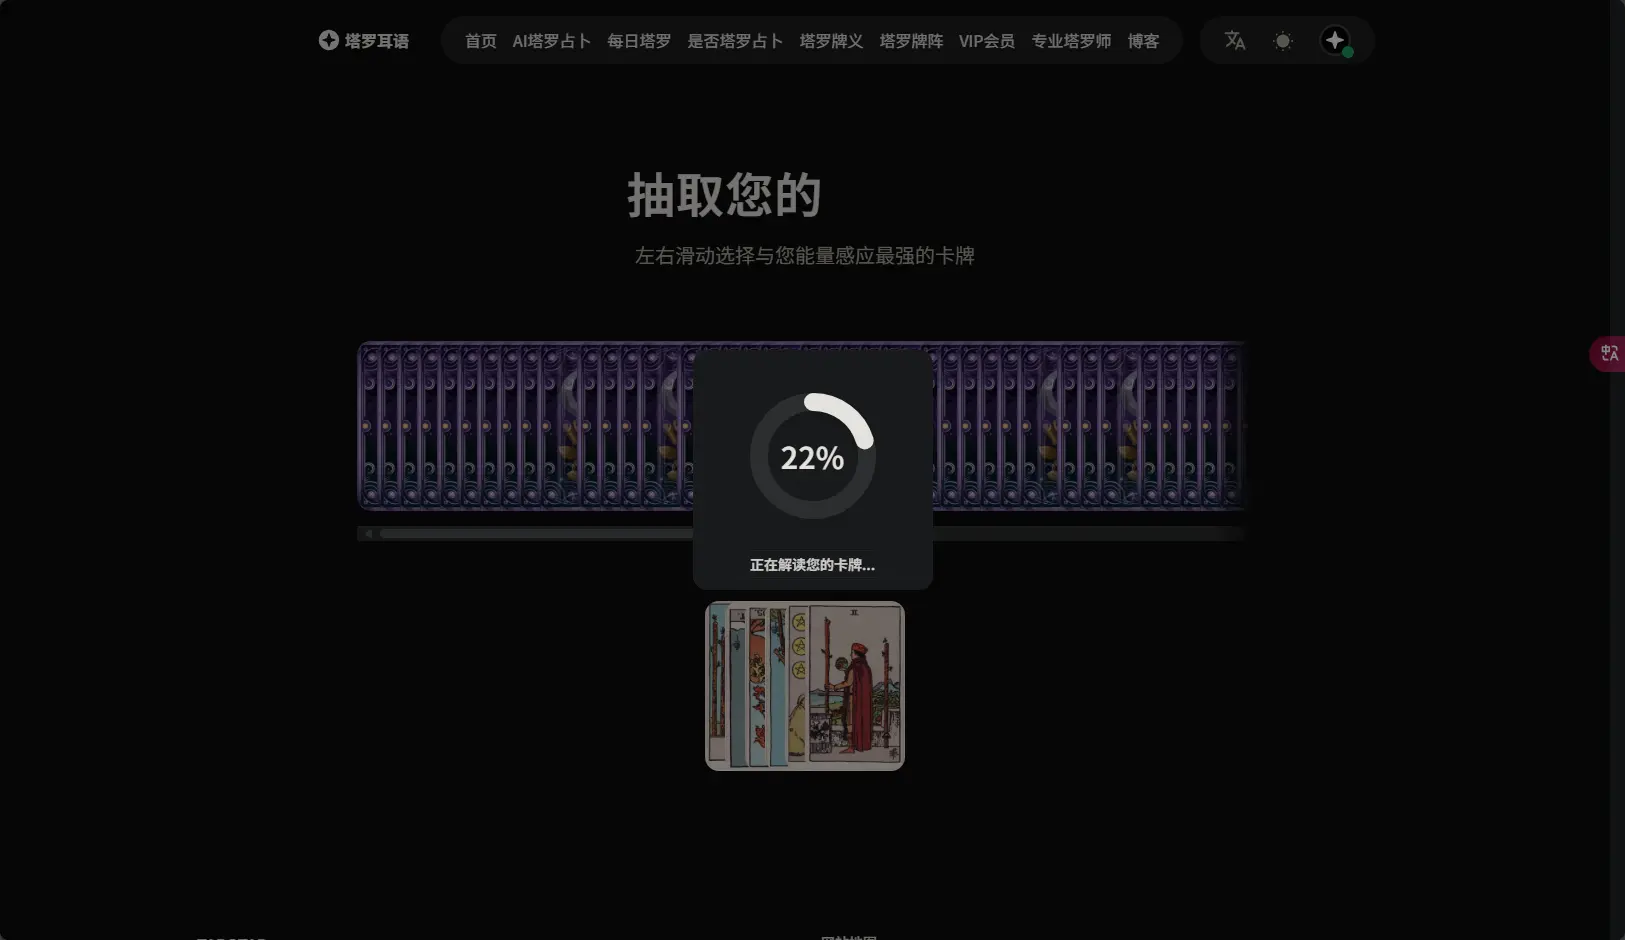 塔罗耳语
首页 AI塔罗占卜 每日塔罗 是否塔罗占卜 塔罗牌义 塔罗牌阵 VIP会员 专业塔罗师 博客
抽取您的
左右滑动选择与您能量感应最强的卡牌
22%
正在解读您的卡牌...
II